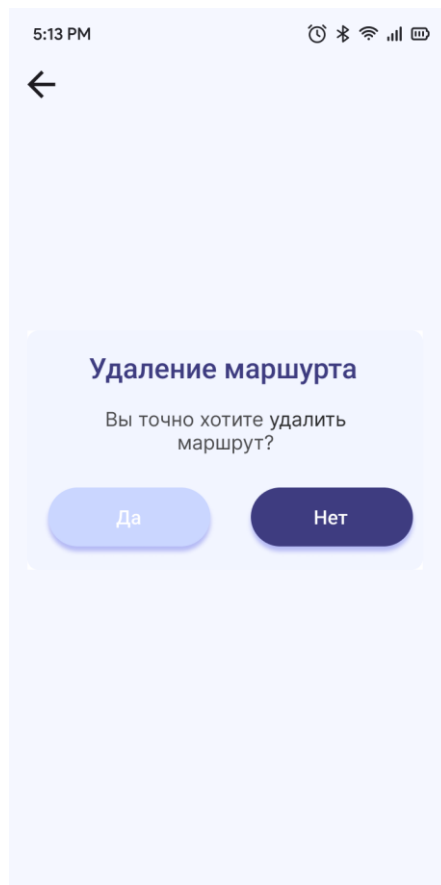 5:13 PM
Удаление маршурта
Вы точно хотите удалить
маршрут?
Да
Нет